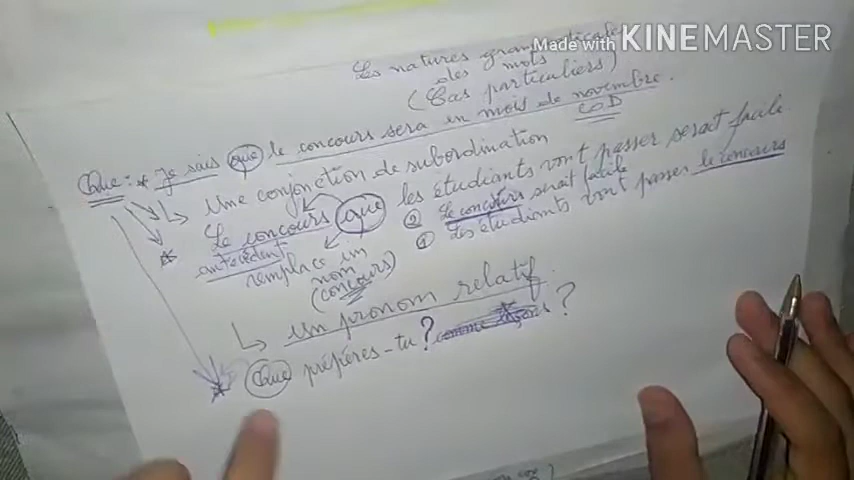 Made with KINEMASTER
Les natures grammaticales
des mots
(Cas particuliers)
Que: * je sais que le concours sera en mois de novembre.
COD
Une conjonction de subordination
* Le concours que les étudiants vont passer serait facile
antécédent
remplace un
nom
(concours)
② Le concours serait facile
① Les étudiants vont passer le concours
un pronom relatif
* Que préfères-tu? ?